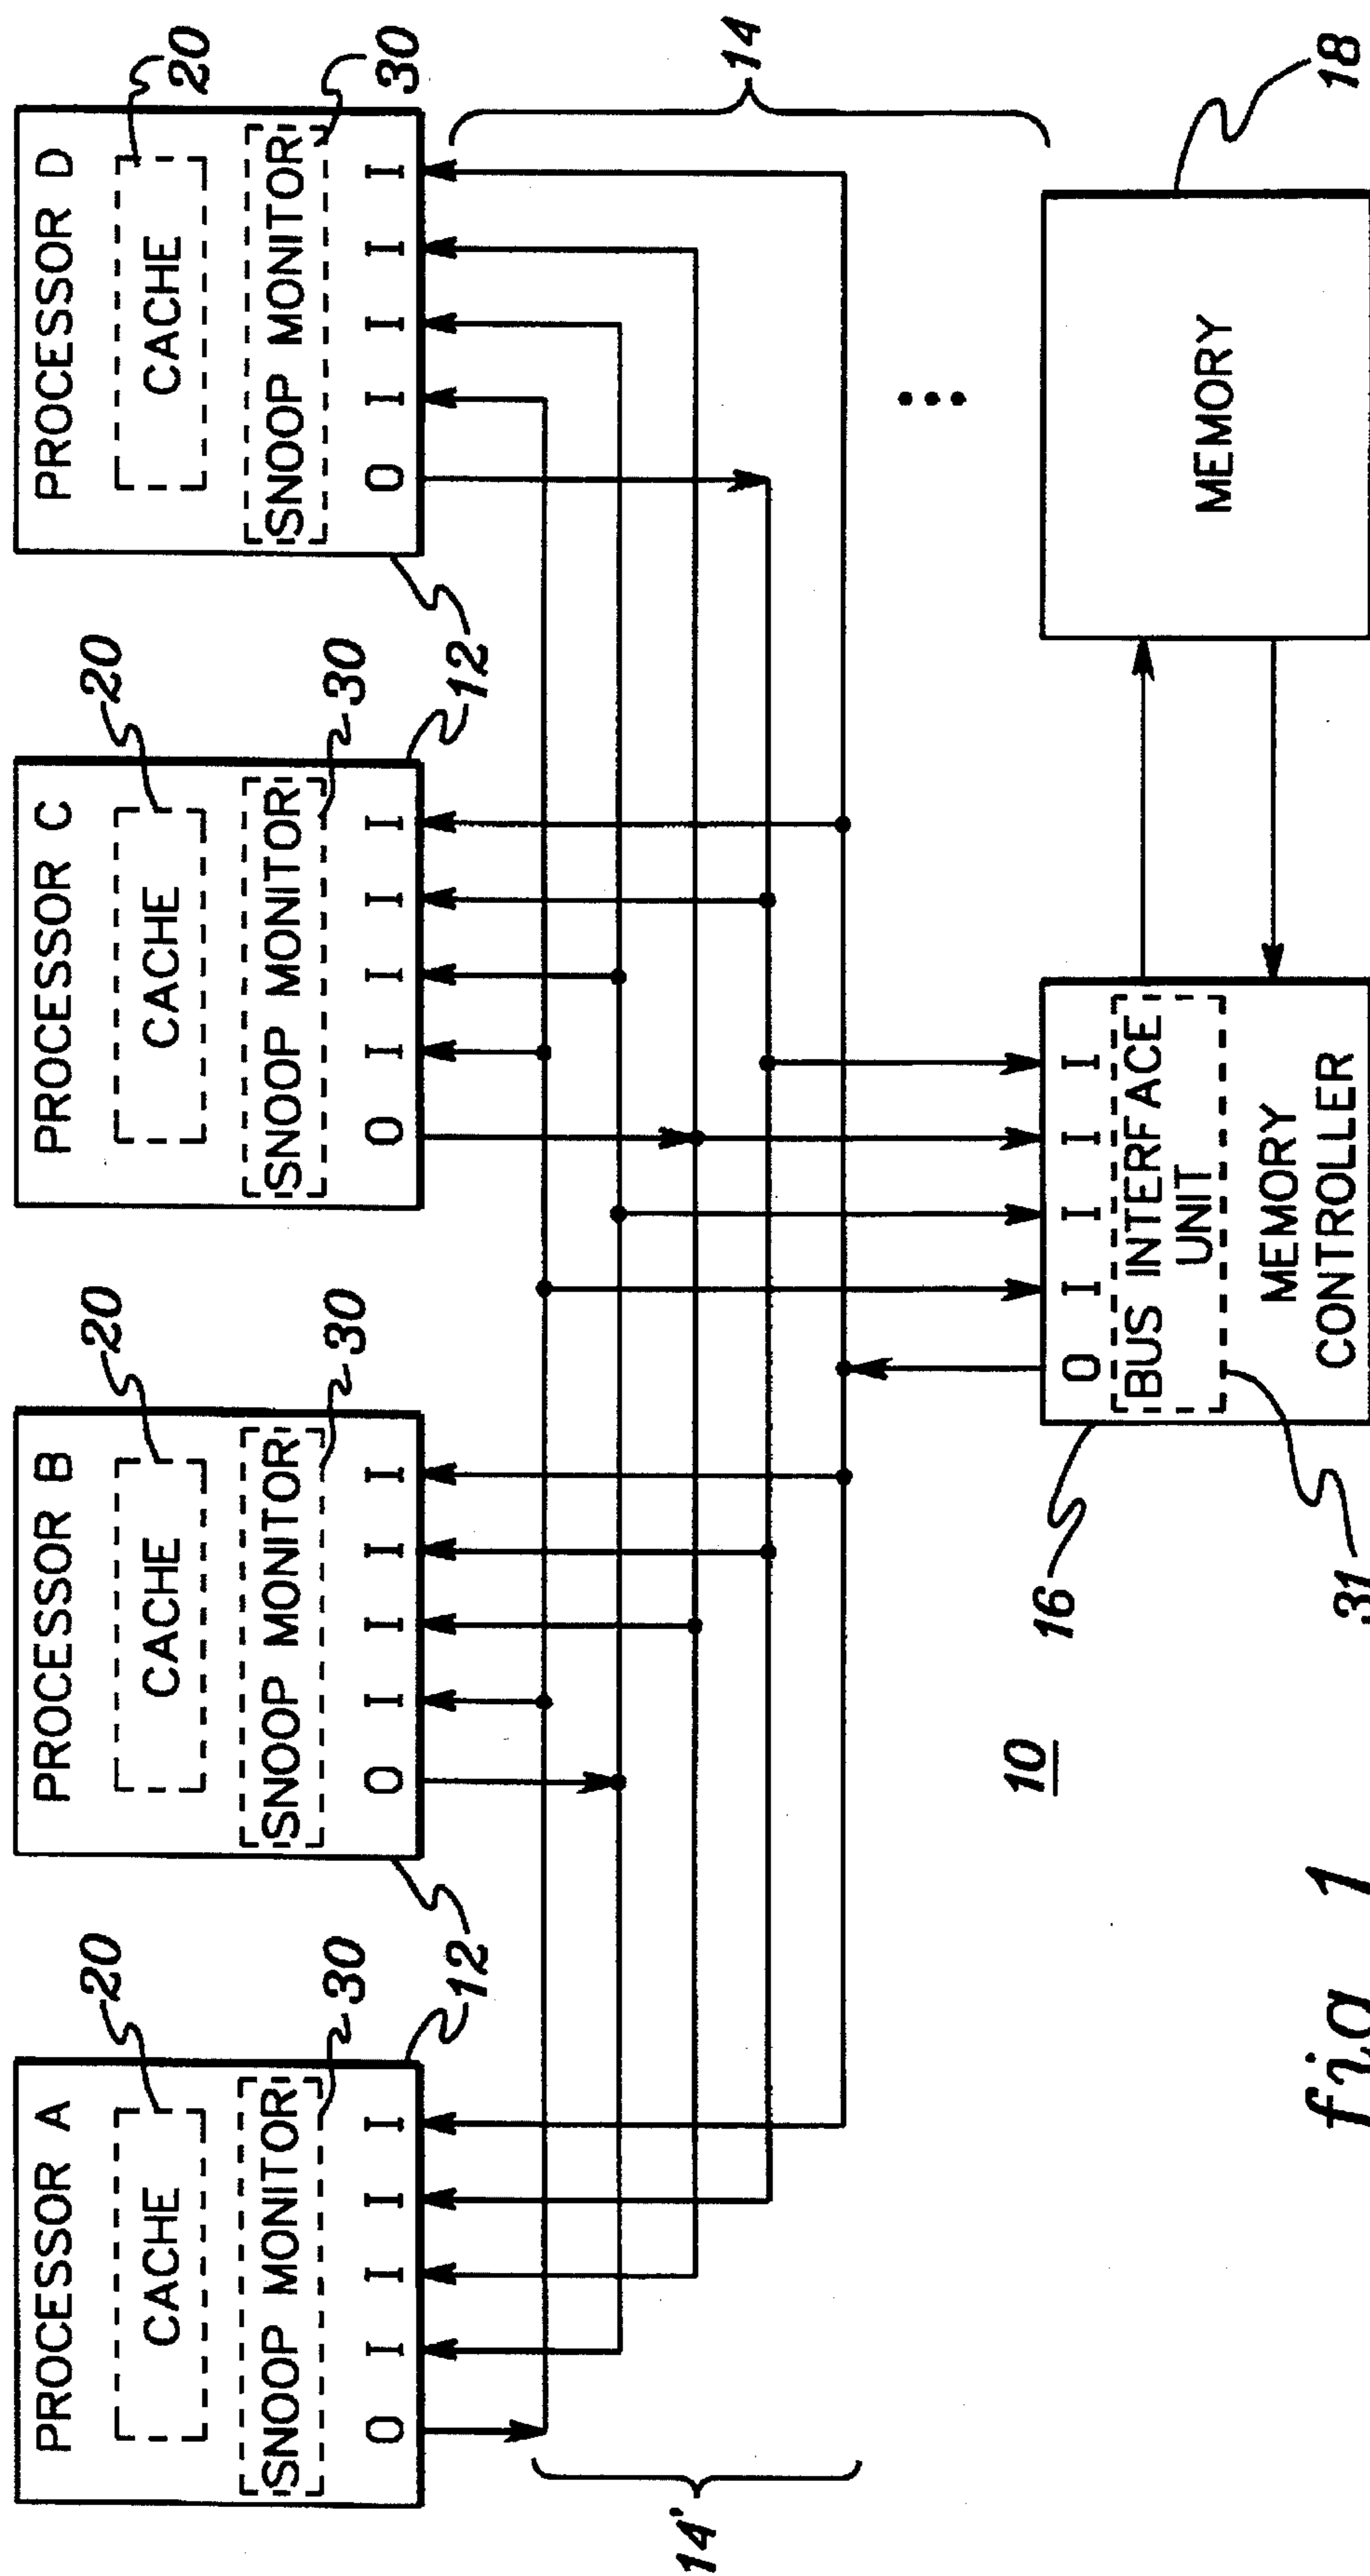 PROCESSOR A
CACHE
SNOOP MONITOR
O I I I I
20
30
12
PROCESSOR B
CACHE
SNOOP MONITOR
O I I I I
20
30
12
PROCESSOR C
CACHE
SNOOP MONITOR
O I I I I
20
30
12
PROCESSOR D
CACHE
SNOOP MONITOR
O I I I I
20
30
12
14'
14
O I I I I
BUS INTERFACE
UNIT
MEMORY
CONTROLLER
16
31
MEMORY
18
10
fig. 1